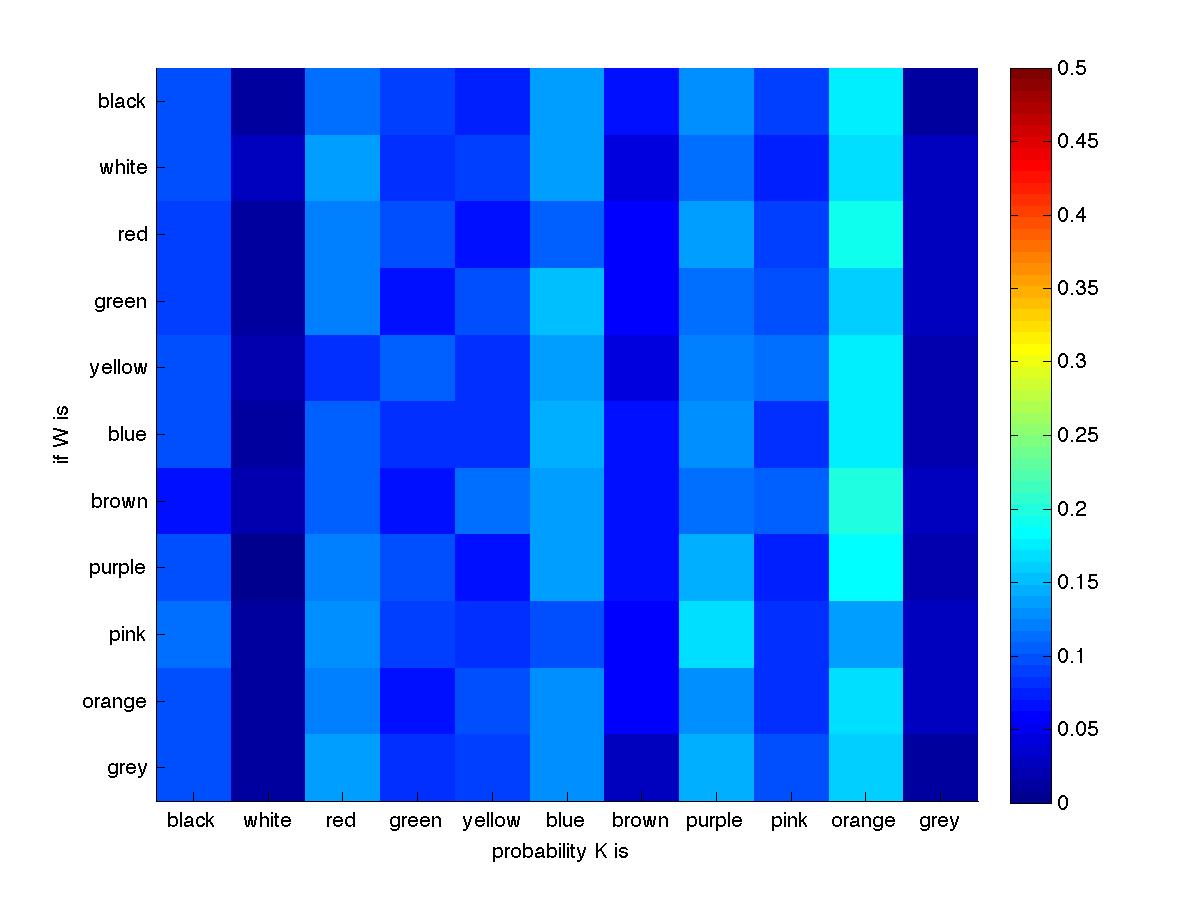 black
white
red
green
yellow
blue
brown
purple
pink
orange
grey
if W is
black white red green yellow blue brown purple pink orange grey
probability K is
0.5
0.45
0.4
0.35
0.3
0.25
0.2
0.15
0.1
0.05
0